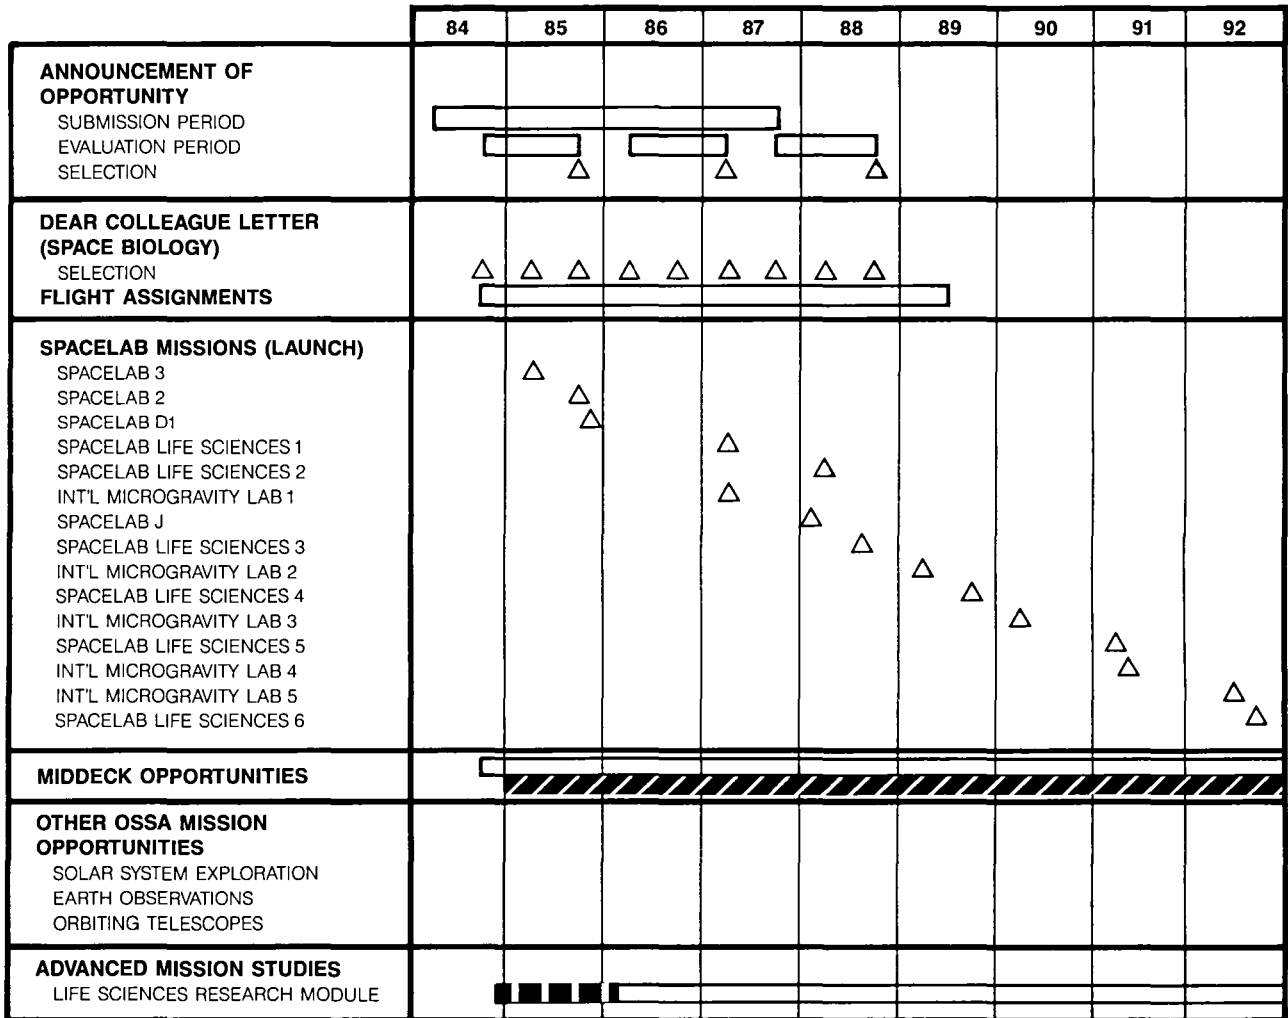 84 85 86 87 88 89 90 91 92
ANNOUNCEMENT OF
OPPORTUNITY
SUBMISSION PERIOD
EVALUATION PERIOD
SELECTION
DEAR COLLEAGUE LETTER
(SPACE BIOLOGY)
SELECTION
FLIGHT ASSIGNMENTS
SPACELAB MISSIONS (LAUNCH)
SPACELAB 3
SPACELAB 2
SPACELAB D1
SPACELAB LIFE SCIENCES 1
SPACELAB LIFE SCIENCES 2
INT'L MICROGRAVITY LAB 1
SPACELAB J
SPACELAB LIFE SCIENCES 3
INT'L MICROGRAVITY LAB 2
SPACELAB LIFE SCIENCES 4
INT'L MICROGRAVITY LAB 3
SPACELAB LIFE SCIENCES 5
INT'L MICROGRAVITY LAB 4
INT'L MICROGRAVITY LAB 5
SPACELAB LIFE SCIENCES 6
MIDDECK OPPORTUNITIES
OTHER OSSA MISSION
OPPORTUNITIES
SOLAR SYSTEM EXPLORATION
EARTH OBSERVATIONS
ORBITING TELESCOPES
ADVANCED MISSION STUDIES
LIFE SCIENCES RESEARCH MODULE